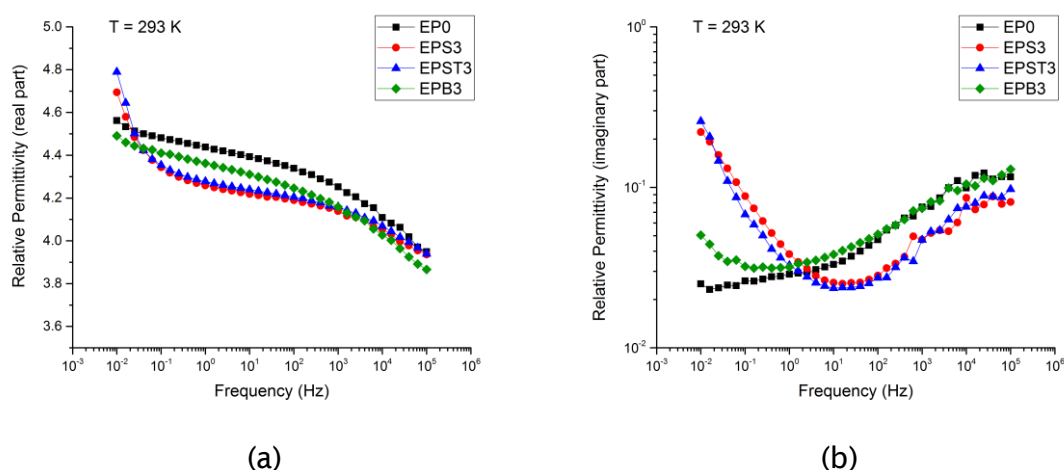 T = 293 K
EP0
EPS3
EPST3
EPB3
Relative Permittivity (real part)
5.0
4.8
4.6
4.4
4.2
4.0
3.8
3.6
10⁻³ 10⁻² 10⁻¹ 10⁰ 10¹ 10² 10³ 10⁴ 10⁵ 10⁶
Frequency (Hz)
(a)
T = 293 K
EP0
EPS3
EPST3
EPB3
Relative Permittivity (imaginary part)
10⁰
10⁻¹
10⁻²
10⁻³ 10⁻² 10⁻¹ 10⁰ 10¹ 10² 10³ 10⁴ 10⁵ 10⁶
Frequency (Hz)
(b)